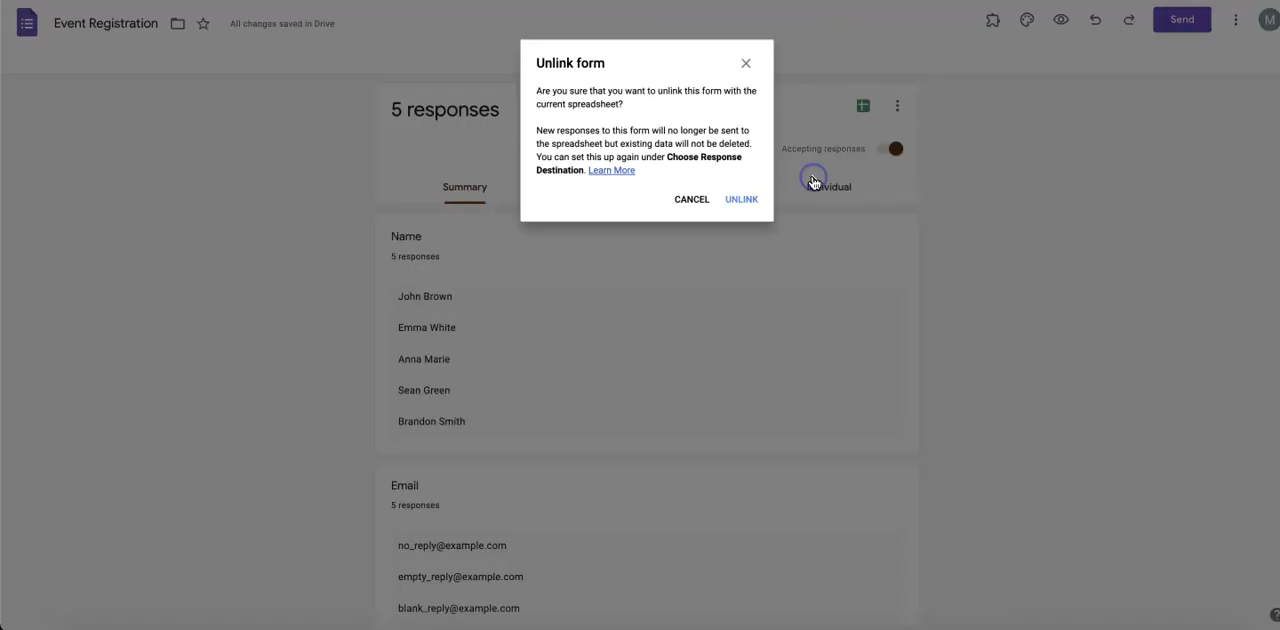 Event Registration
All changes saved in Drive
Send
M
Unlink form
Are you sure that you want to unlink this form with the
current spreadsheet?
New responses to this form will no longer be sent to
the spreadsheet but existing data will not be deleted.
You can set this up again under Choose Response
Destination. Learn More
CANCEL
UNLINK
5 responses
Accepting responses
Summary
Individual
Name
5 responses
John Brown
Emma White
Anna Marie
Sean Green
Brandon Smith
Email
5 responses
no_reply@example.com
empty_reply@example.com
blank_reply@example.com